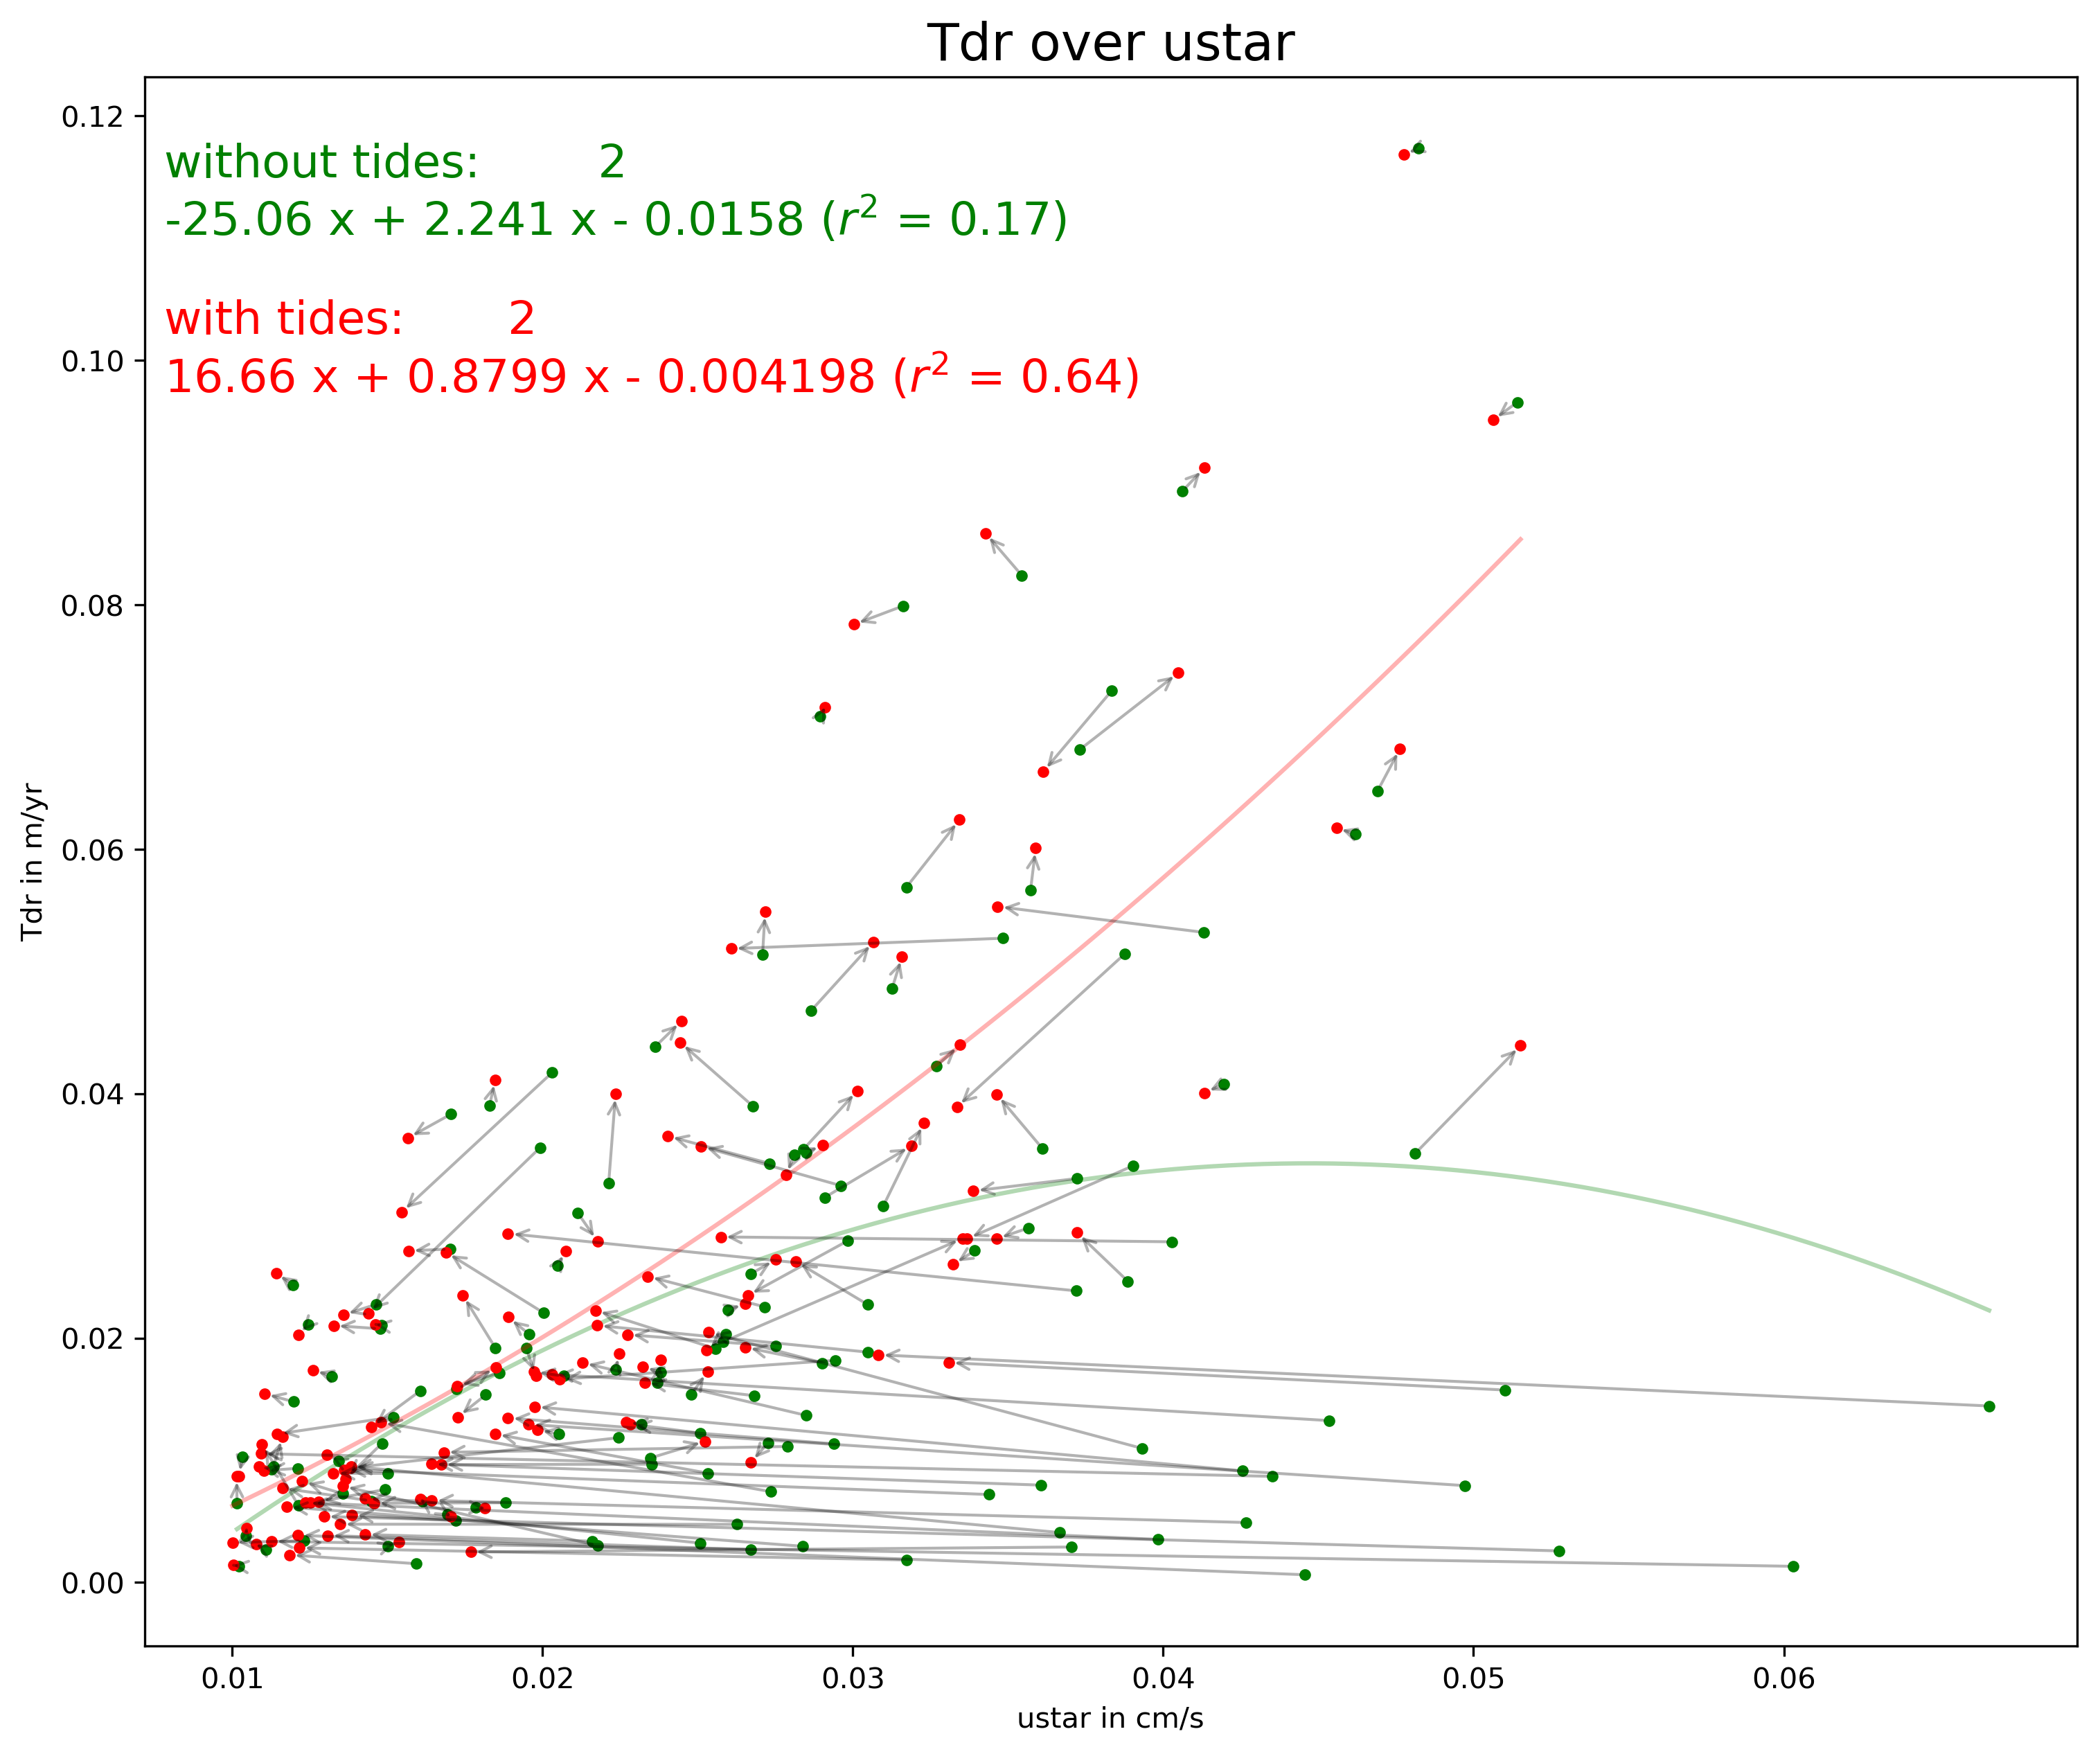 Tdr over ustar
without tides: 2
-25.06 x + 2.241 x - 0.0158 (r² = 0.17)
with tides: 2
16.66 x + 0.8799 x - 0.004198 (r² = 0.64)
0.12
0.10
0.08
0.06
0.04
0.02
0.00
Tdr in m/yr
0.01 0.02 0.03 0.04 0.05 0.06
ustar in cm/s